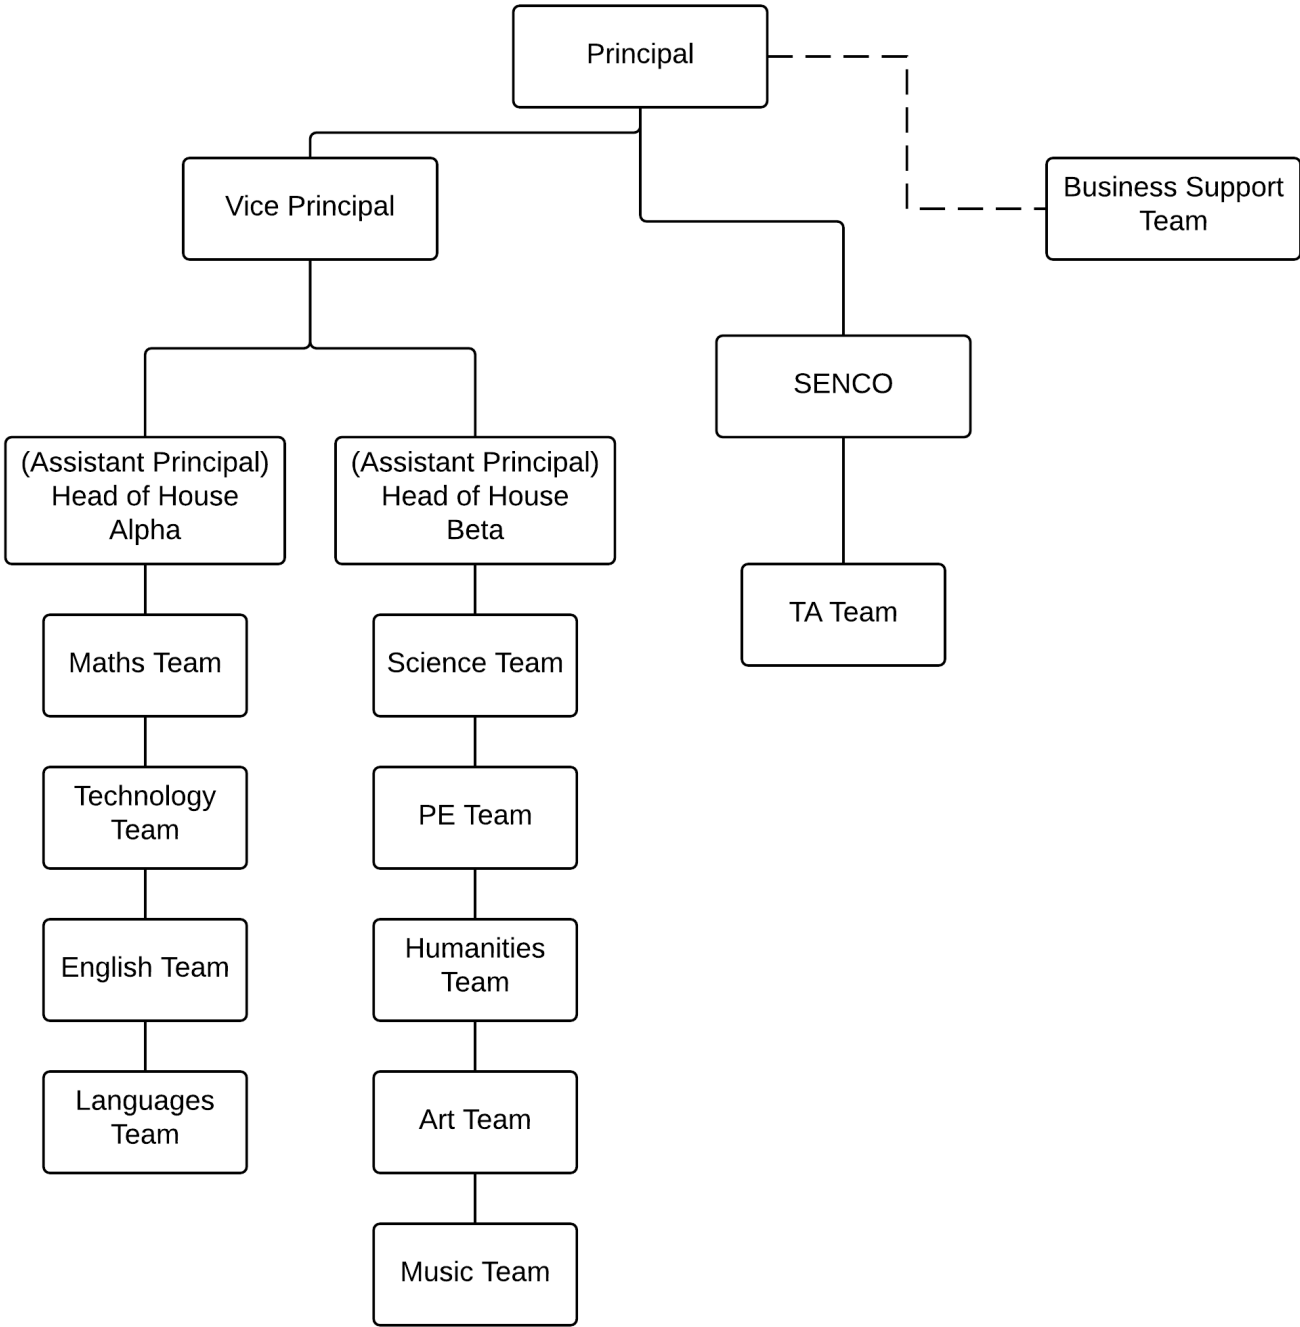 Principal
Vice Principal
Business Support
Team
SENCO
(Assistant Principal)
Head of House
Alpha
(Assistant Principal)
Head of House
Beta
TA Team
Maths Team
Science Team
Technology
Team
PE Team
English Team
Humanities
Team
Languages
Team
Art Team
Music Team